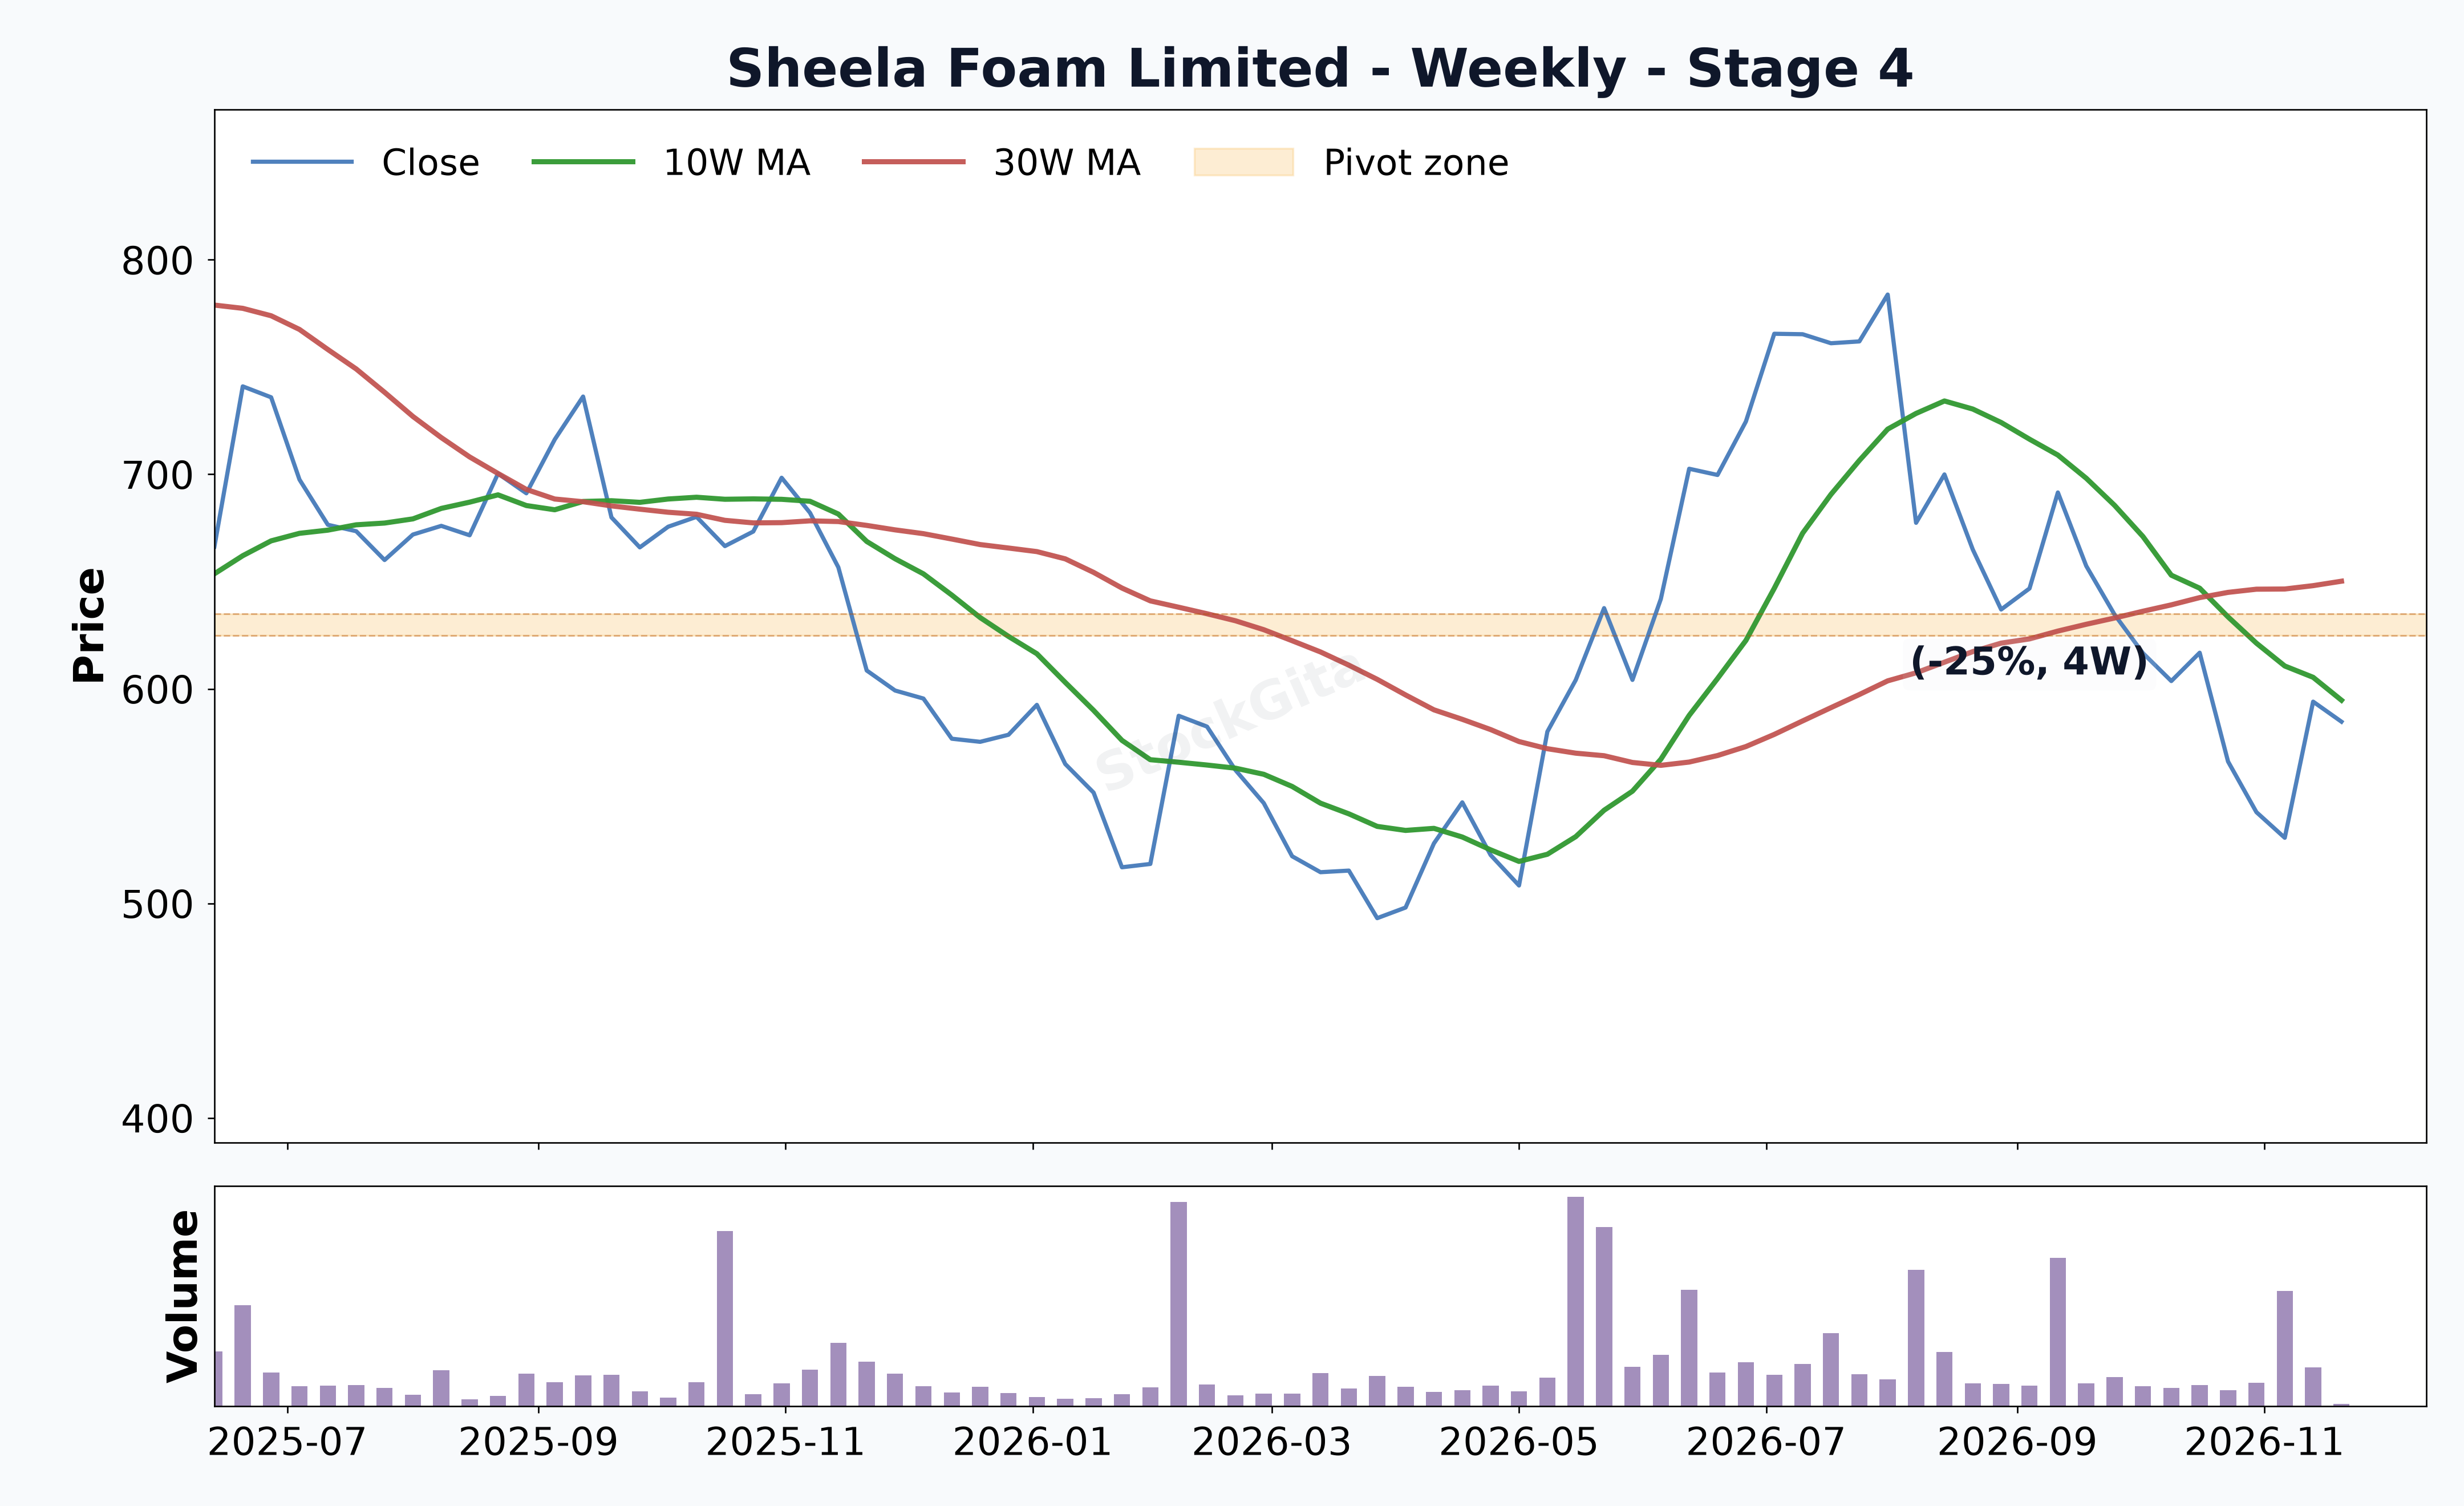 Sheela Foam Limited - Weekly - Stage 4
Close 10W MA 30W MA Pivot zone
800
700
600
500
400
Price
(-25%, 4W)
StockGita
Volume
2025-07 2025-09 2025-11 2026-01 2026-03 2026-05 2026-07 2026-09 2026-11